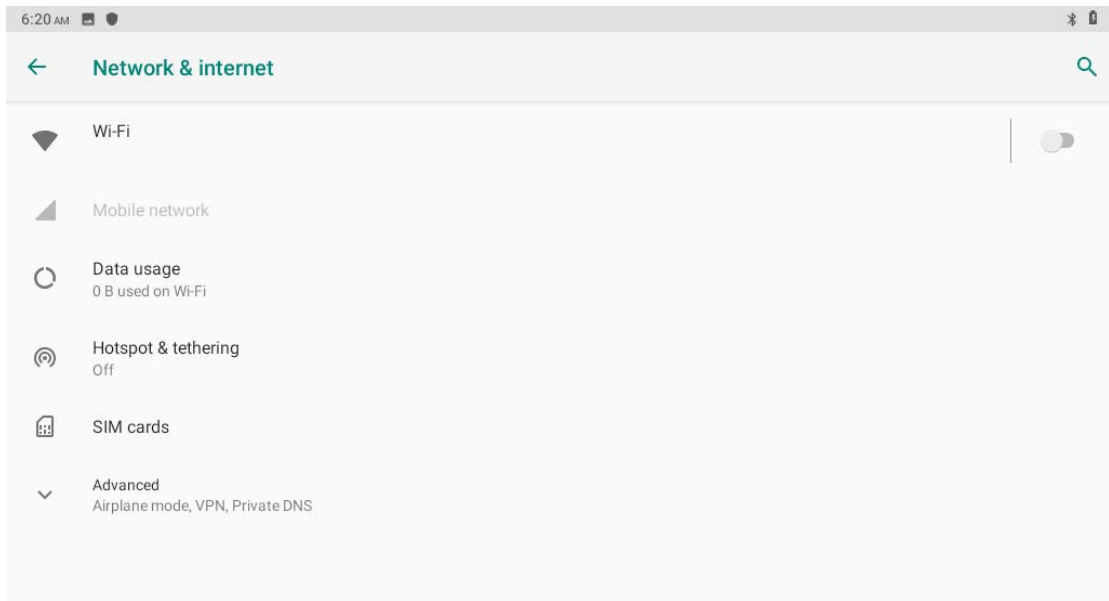 6:20 AM
Network & internet
Wi-Fi
Mobile network
Data usage
0 B used on Wi-Fi
Hotspot & tethering
Off
SIM cards
Advanced
Airplane mode, VPN, Private DNS